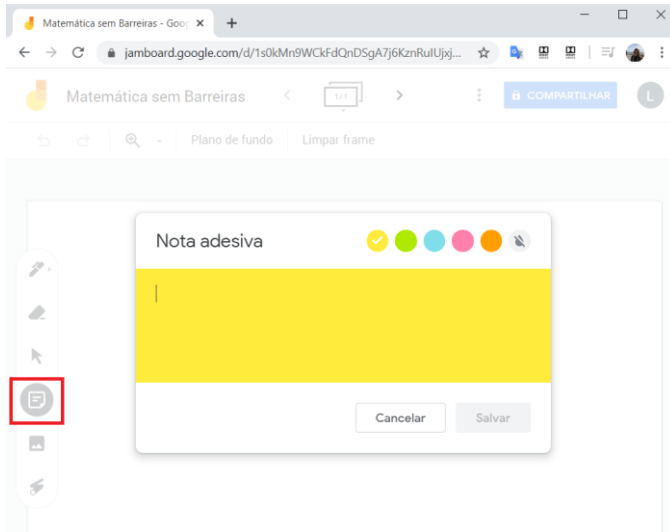 Matemática sem Barreiras - Goo
jamboard.google.com/d/1s0kMn9WCkFdQnDSgA7j6KznRulUjxj...
Matemática sem Barreiras
1/1
COMPARTILHAR
L
Plano de fundo
Limpar frame
Nota adesiva
Cancelar
Salvar